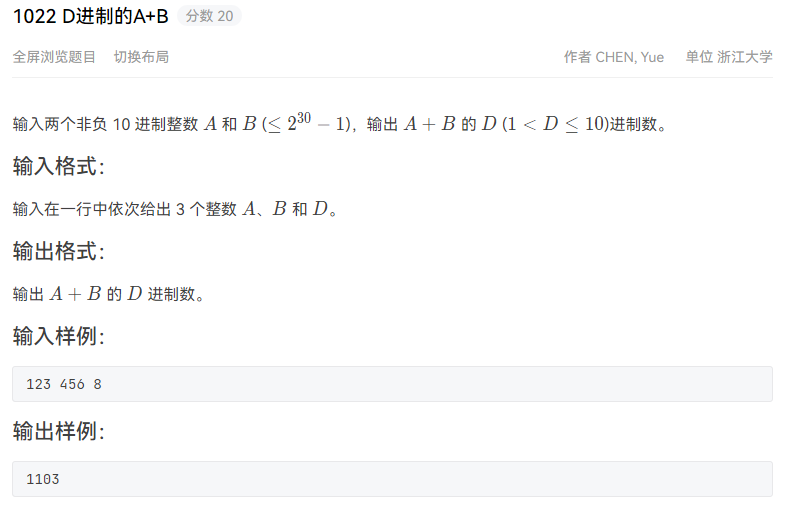 1022 D进制的A+B 分数 20
全屏浏览题目 切换布局 作者 CHEN, Yue 单位 浙江大学
输入两个非负 10 进制整数 A 和 B (≤ 2^30 − 1)，输出 A + B 的 D (1 < D ≤ 10)进制数。
输入格式：
输入在一行中依次给出 3 个整数 A、B 和 D。
输出格式：
输出 A + B 的 D 进制数。
输入样例：
123 456 8
输出样例：
1103